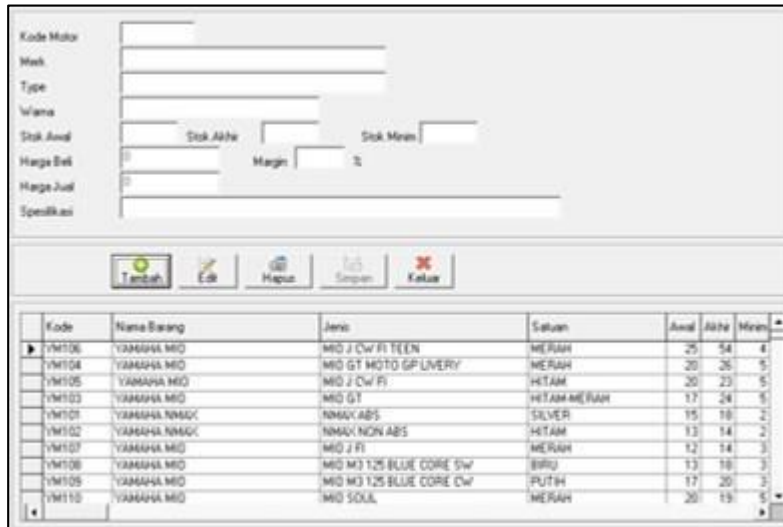 Kode Motor
Merk
Type
Warna
Stok Awal Stok Akhir Stok Minim
Harga Beli 0 Margin %
Harga Jual 0
Spesifikasi
Tambah Edit Hapus Simpan Keluar
Kode Nama Barang Jenis Satuan Awal Akhir Minim
YM106 YAMAHA MIO MIO J CW FI TEEN MERAH 25 54 4
YM104 YAMAHA MIO MIO GT MOTO GP LIVERY MERAH 20 26 5
YM105 YAMAHA MIO MIO J CW FI HITAM 20 23 5
YM103 YAMAHA MIO MIO GT HITAM-MERAH 17 24 5
YM101 YAMAHA NMAX NMAX ABS SILVER 15 18 2
YM102 YAMAHA NMAX NMAX NON ABS HITAM 13 14 2
YM107 YAMAHA MIO MIO J FI MERAH 12 14 3
YM108 YAMAHA MIO MIO M3 125 BLUE CORE SW BIRU 13 18 3
YM109 YAMAHA MIO MIO M3 125 BLUE CORE CW PUTIH 17 20 3
YM110 YAMAHA MIO MIO SOUL MERAH 20 19 5